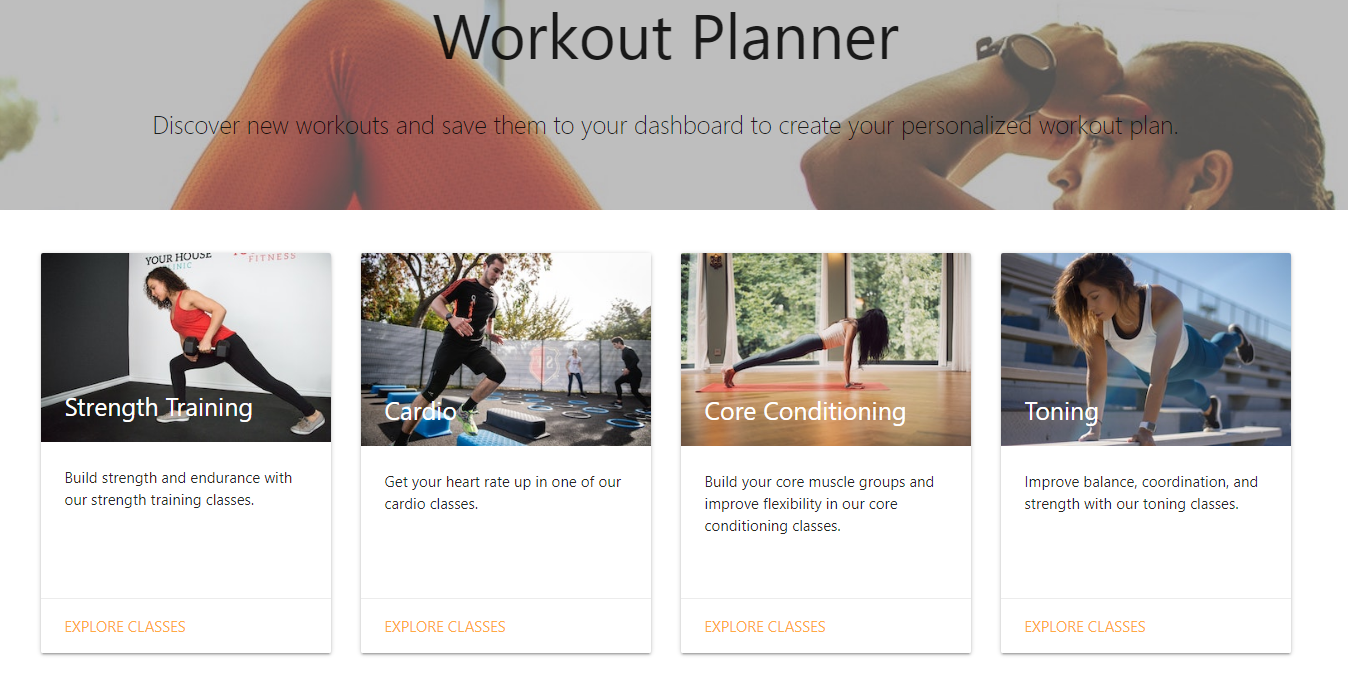 Workout Planner
Discover new workouts and save them to your dashboard to create your personalized workout plan.
YOUR HOUSE
CLINIC
FITNESS
Strength Training
Build strength and endurance with
our strength training classes.
EXPLORE CLASSES
Cardio
Get your heart rate up in one of our
cardio classes.
EXPLORE CLASSES
Core Conditioning
Build your core muscle groups and
improve flexibility in our core
conditioning classes.
EXPLORE CLASSES
Toning
Improve balance, coordination, and
strength with our toning classes.
EXPLORE CLASSES